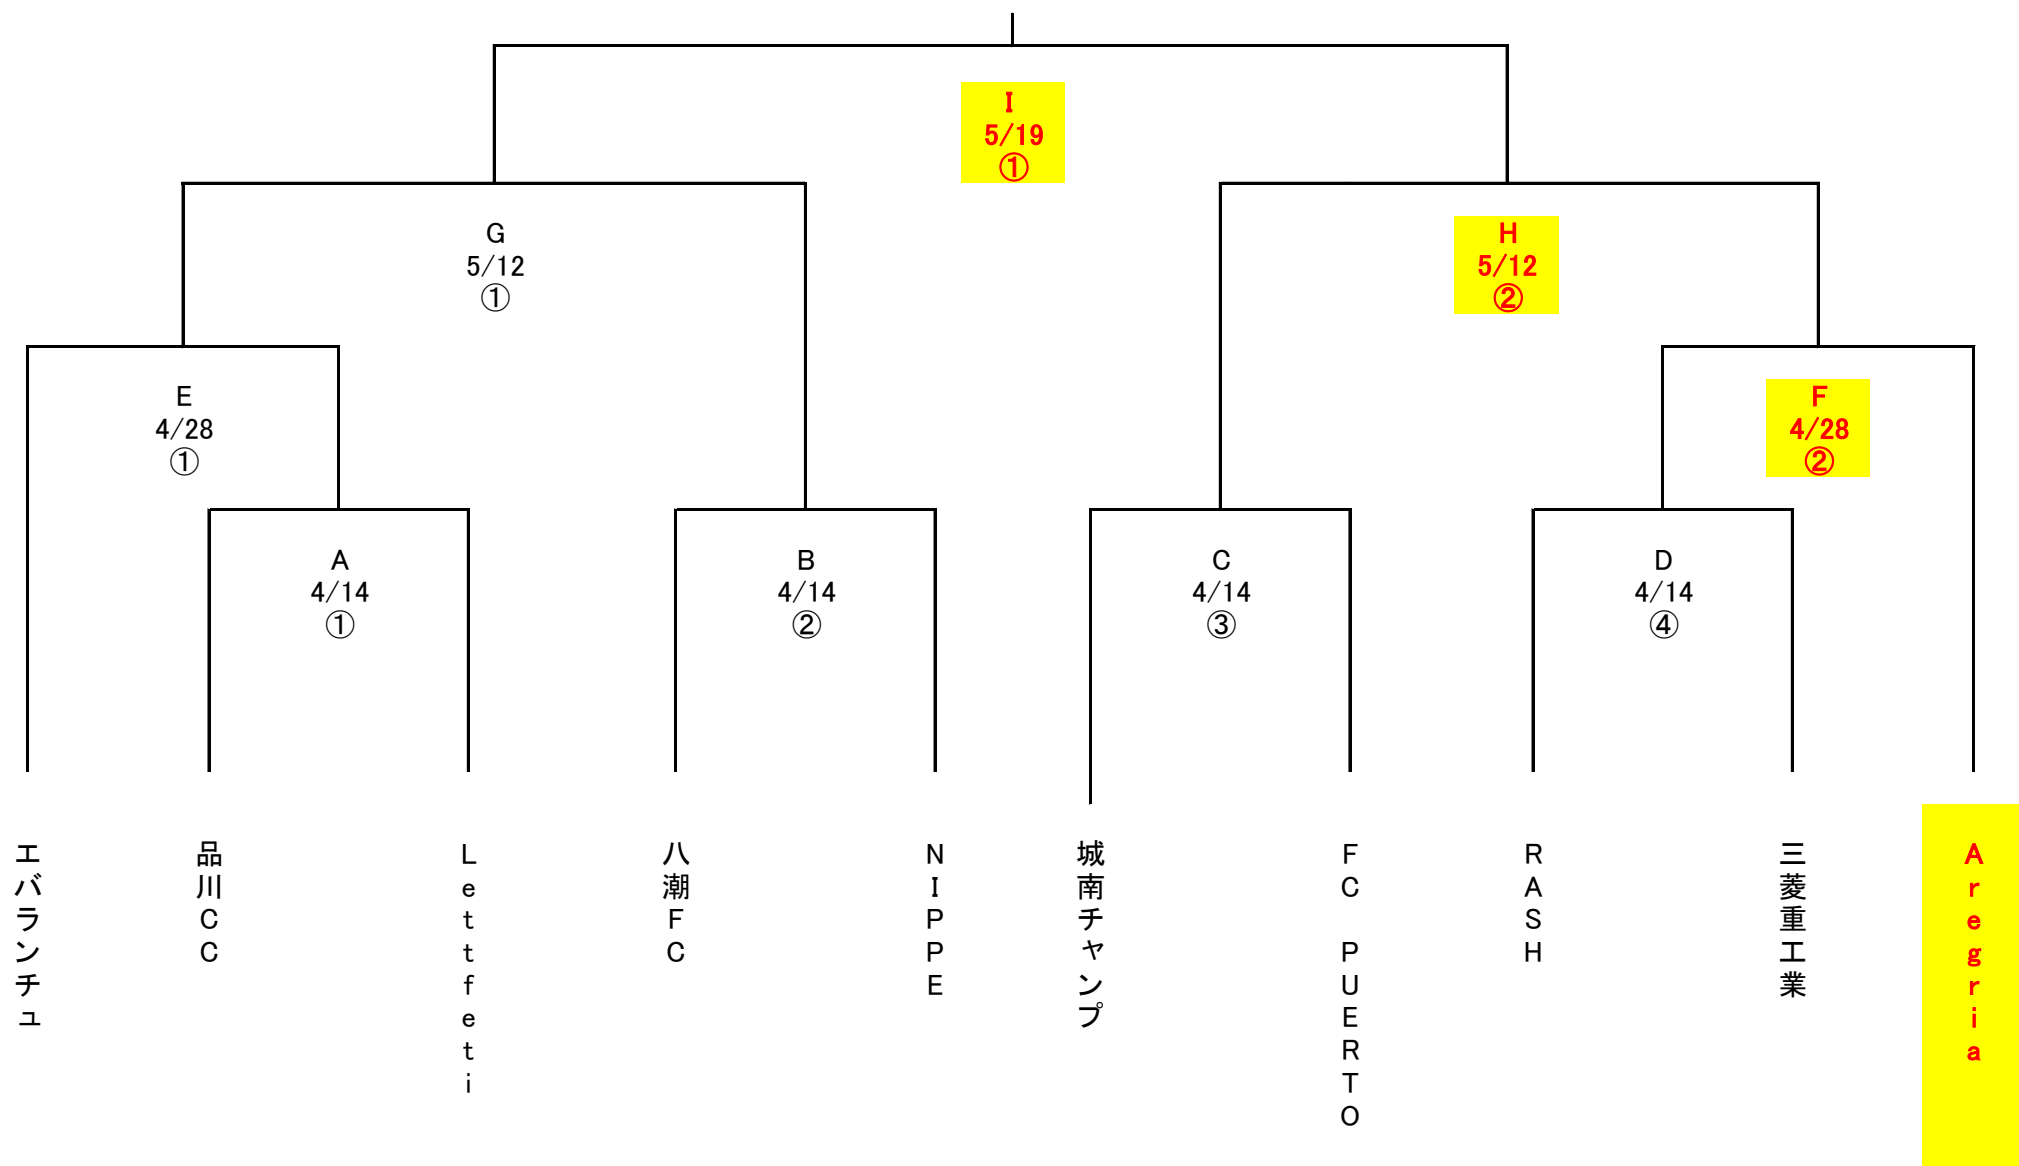 I
5/19
①
G
5/12
①
H
5/12
②
E
4/28
①
F
4/28
②
A
4/14
①
B
4/14
②
C
4/14
③
D
4/14
④
エバランチュ
品川CC
Lettfeti
八潮FC
NIPPE
城南チャンプ
FC PUERTO
RASH
三菱重工業
Aregria